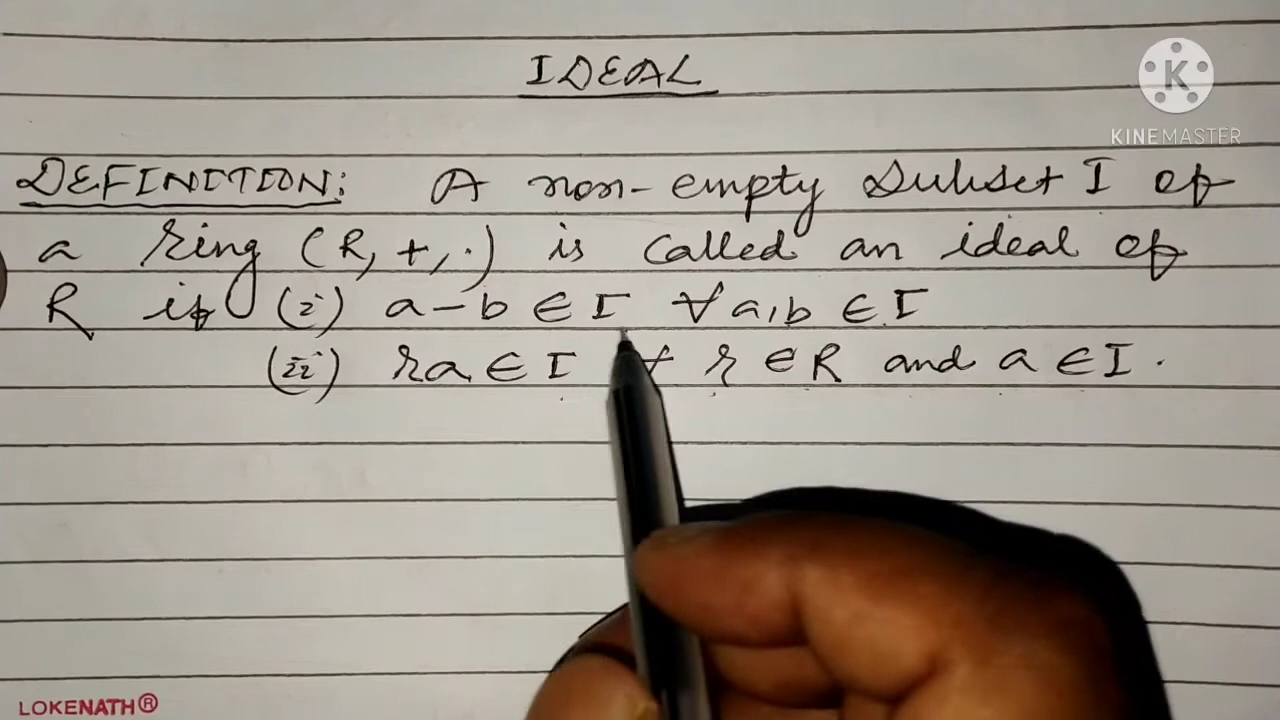 IDEAL
K
KINEMASTER
DEFINITION: A non-empty subset I of
a ring (R, +, ·) is called an ideal of
R if (i) a-b ∈ I ∀ a,b ∈ I
(ii) ra ∈ I ∀ r ∈ R and a ∈ I.
LOKENATH®